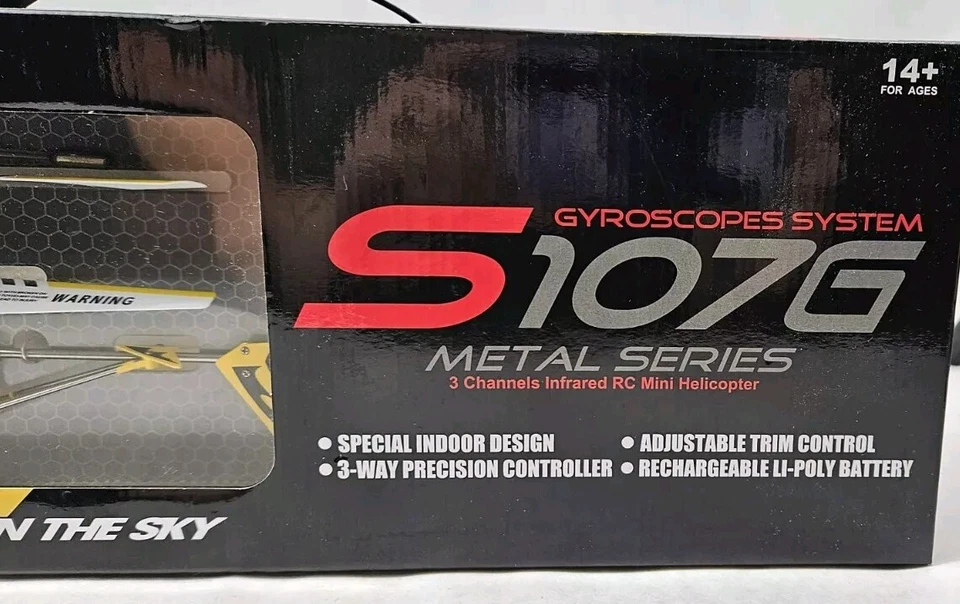 14+
FOR AGES
GYROSCOPES SYSTEM
S107G
METAL SERIES
3 Channels Infrared RC Mini Helicopter
● SPECIAL INDOOR DESIGN
● ADJUSTABLE TRIM CONTROL
● 3-WAY PRECISION CONTROLLER
● RECHARGEABLE LI-POLY BATTERY
WARNING
N THE SKY